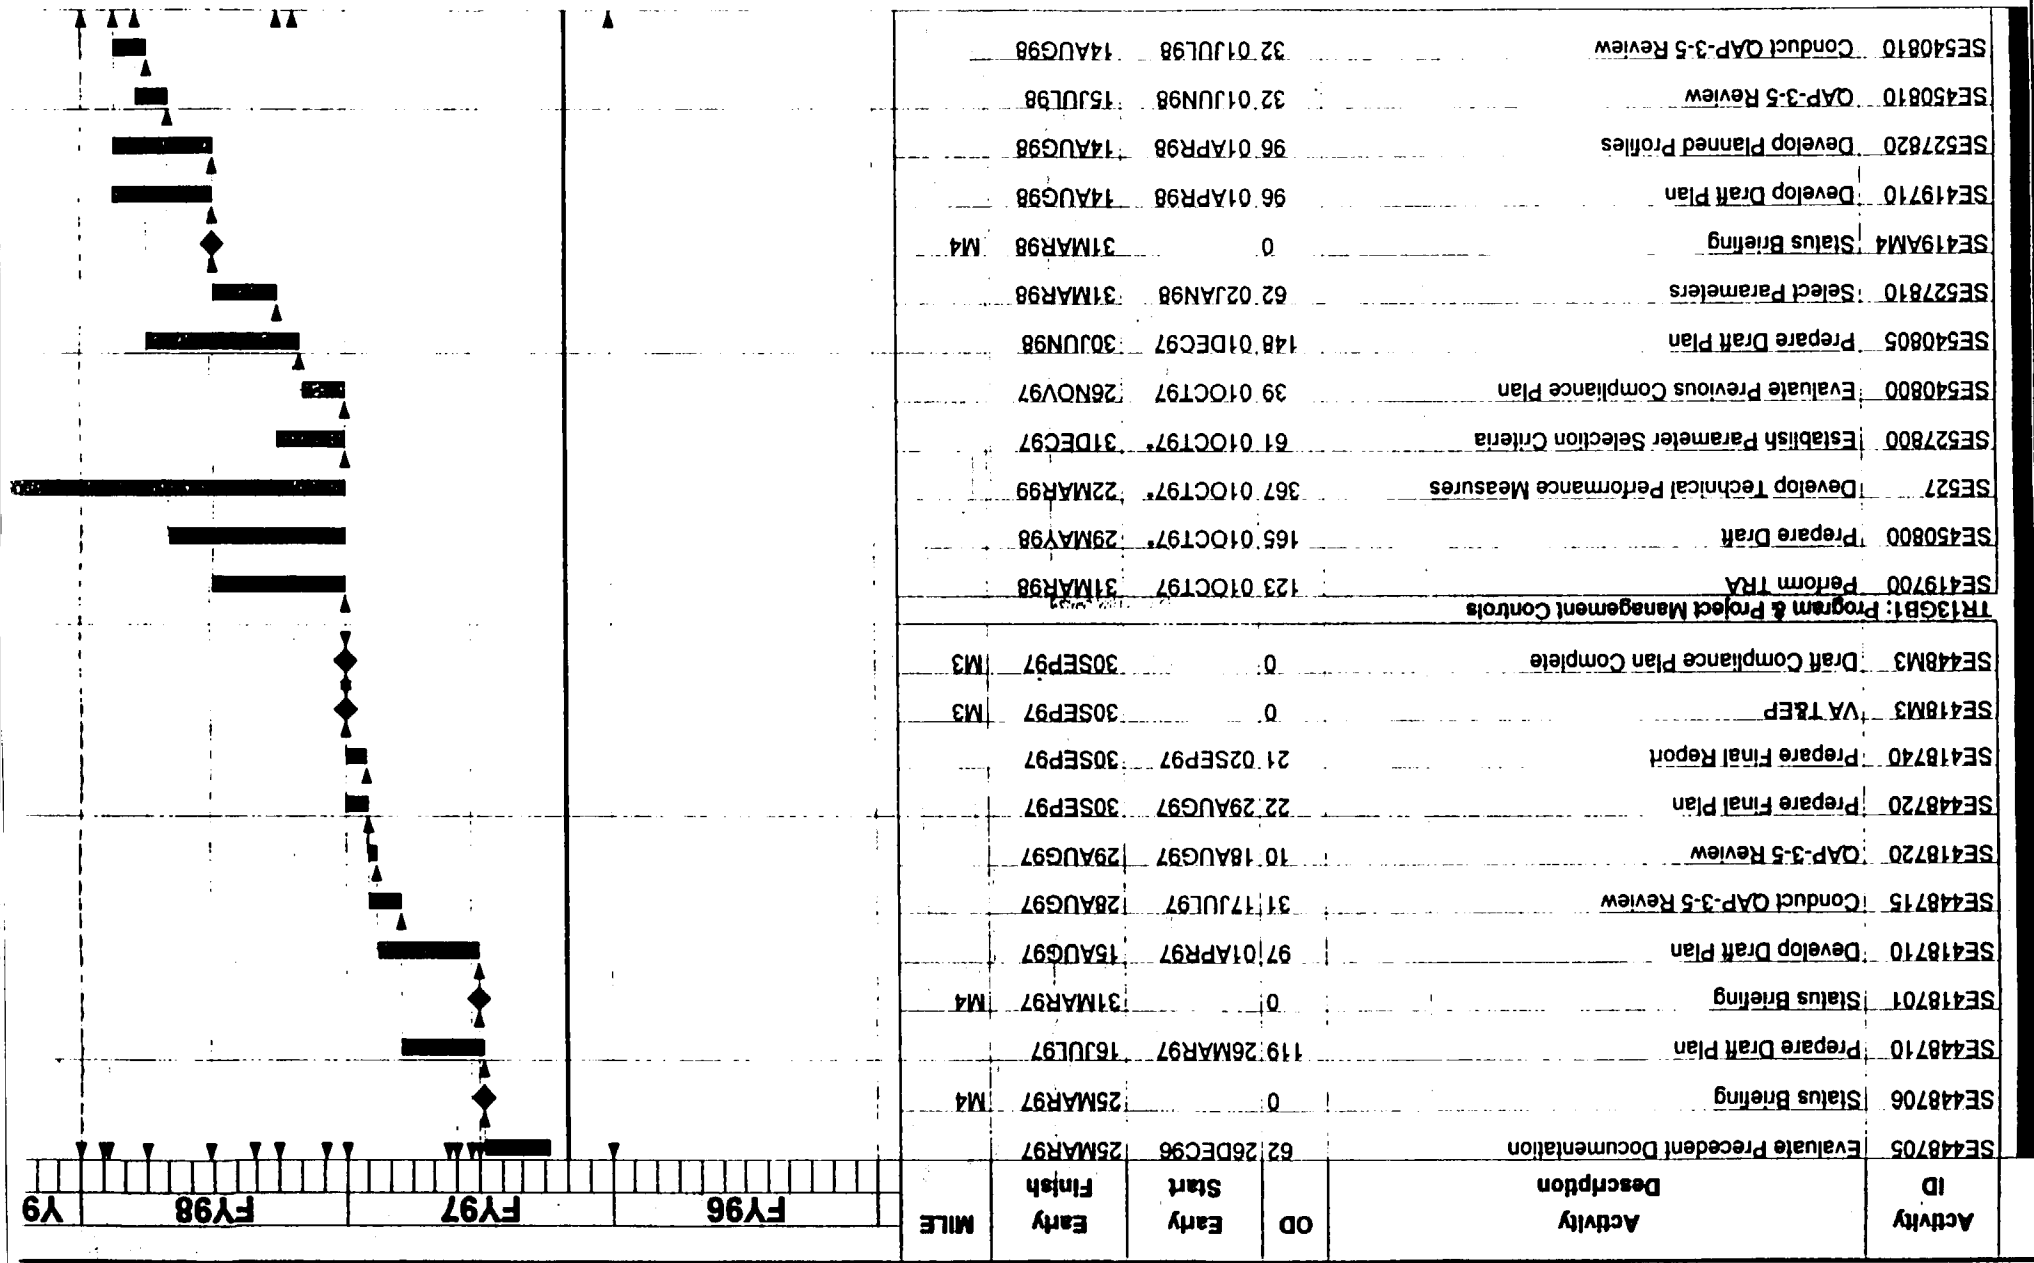 FY96 FY97 FY98 Y9
Activity ID Activity Description OD Early Start Early Finish MILE
SE448705 Evaluate Precedent Documentation 62 26DEC96 25MAR97
SE448706 Status Briefing 0 25MAR97 M4
SE448710 Prepare Draft Plan 119 26MAR97 16JUL97
SE418701 Status Briefing 0 31MAR97 M4
SE418710 Develop Draft Plan 97 01APR97 15AUG97
SE448715 Conduct QAP-3-5 Review 31 17JUL97 28AUG97
SE418720 QAP-3-5 Review 10 18AUG97 29AUG97
SE448720 Prepare Final Plan 22 29AUG97 30SEP97
SE418740 Prepare Final Report 21 02SEP97 30SEP97
SE418M3 VA T&EP 0 30SEP97 M3
SE448M3 Draft Compliance Plan Complete 0 30SEP97 M3
TR13GB1: Program & Project Management Controls
SE419700 Perform TRA 123 01OCT97 31MAR98
SE450800 Prepare Draft 165 01OCT97* 29MAY98
SE527 Develop Technical Performance Measures 367 01OCT97* 22MAR99
SE527800 Establish Parameter Selection Criteria 61 01OCT97* 31DEC97
SE540800 Evaluate Previous Compliance Plan 39 01OCT97 26NOV97
SE540805 Prepare Draft Plan 148 01DEC97 30JUN98
SE527810 Select Parameters 62 02JAN98 31MAR98
SE419AM4 Status Briefing 0 31MAR98 M4
SE419710 Develop Draft Plan 96 01APR98 14AUG98
SE527820 Develop Planned Profiles 96 01APR98 14AUG98
SE450810 QAP-3-5 Review 32 01JUN98 15JUL98
SE540810 Conduct QAP-3-5 Review 32 01JUL98 14AUG98